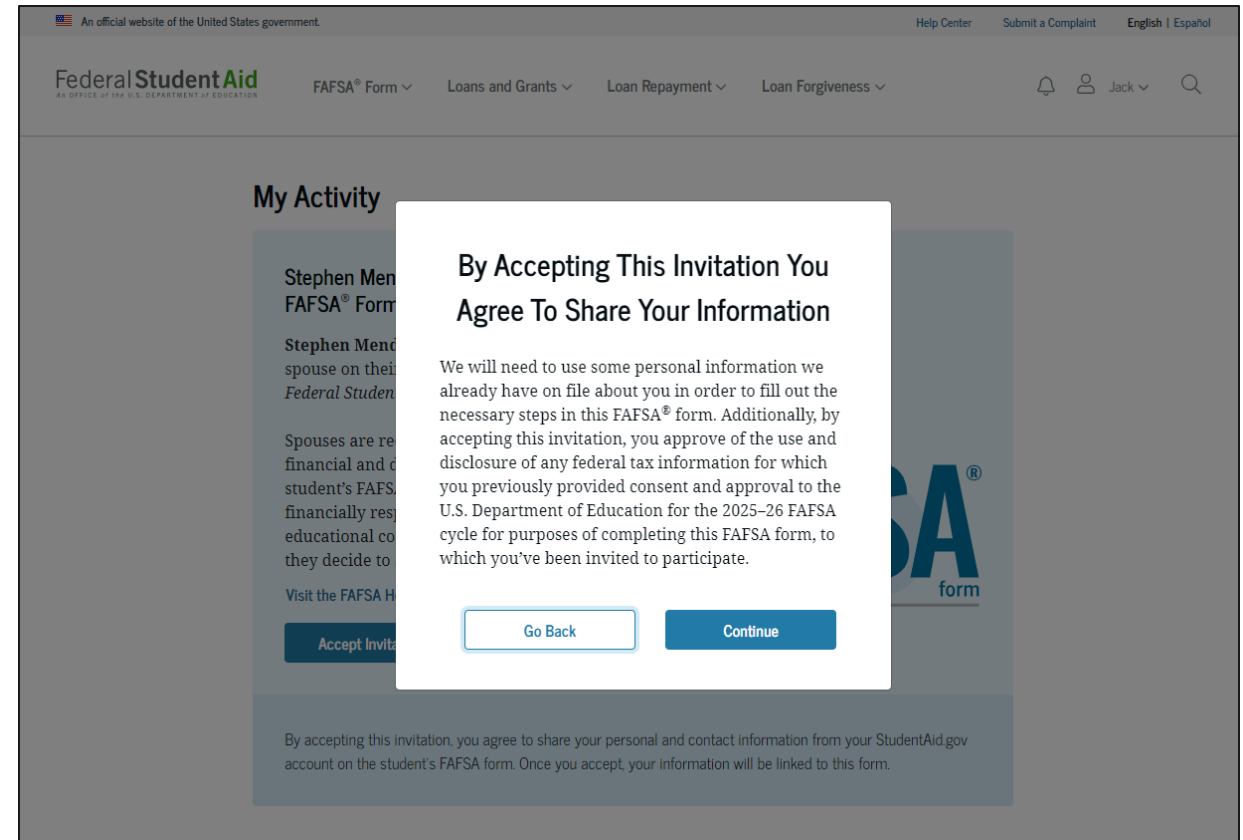 An official website of the United States government.
Help Center Submit a Complaint English | Español
Federal Student Aid
An OFFICE of the U.S. DEPARTMENT of EDUCATION
FAFSA® Form Loans and Grants Loan Repayment Loan Forgiveness Jack
My Activity
Stephen Men
FAFSA® Form
Stephen Mend
spouse on thei
Federal Studen
Spouses are re
financial and d
student's FAFS
financially res
educational co
they decide to
Visit the FAFSA H
Accept Invita
By Accepting This Invitation You
Agree To Share Your Information
We will need to use some personal information we
already have on file about you in order to fill out the
necessary steps in this FAFSA® form. Additionally, by
accepting this invitation, you approve of the use and
disclosure of any federal tax information for which
you previously provided consent and approval to the
U.S. Department of Education for the 2025–26 FAFSA
cycle for purposes of completing this FAFSA form, to
which you've been invited to participate.
Go Back Continue
SA®
form
By accepting this invitation, you agree to share your personal and contact information from your StudentAid.gov
account on the student's FAFSA form. Once you accept, your information will be linked to this form.